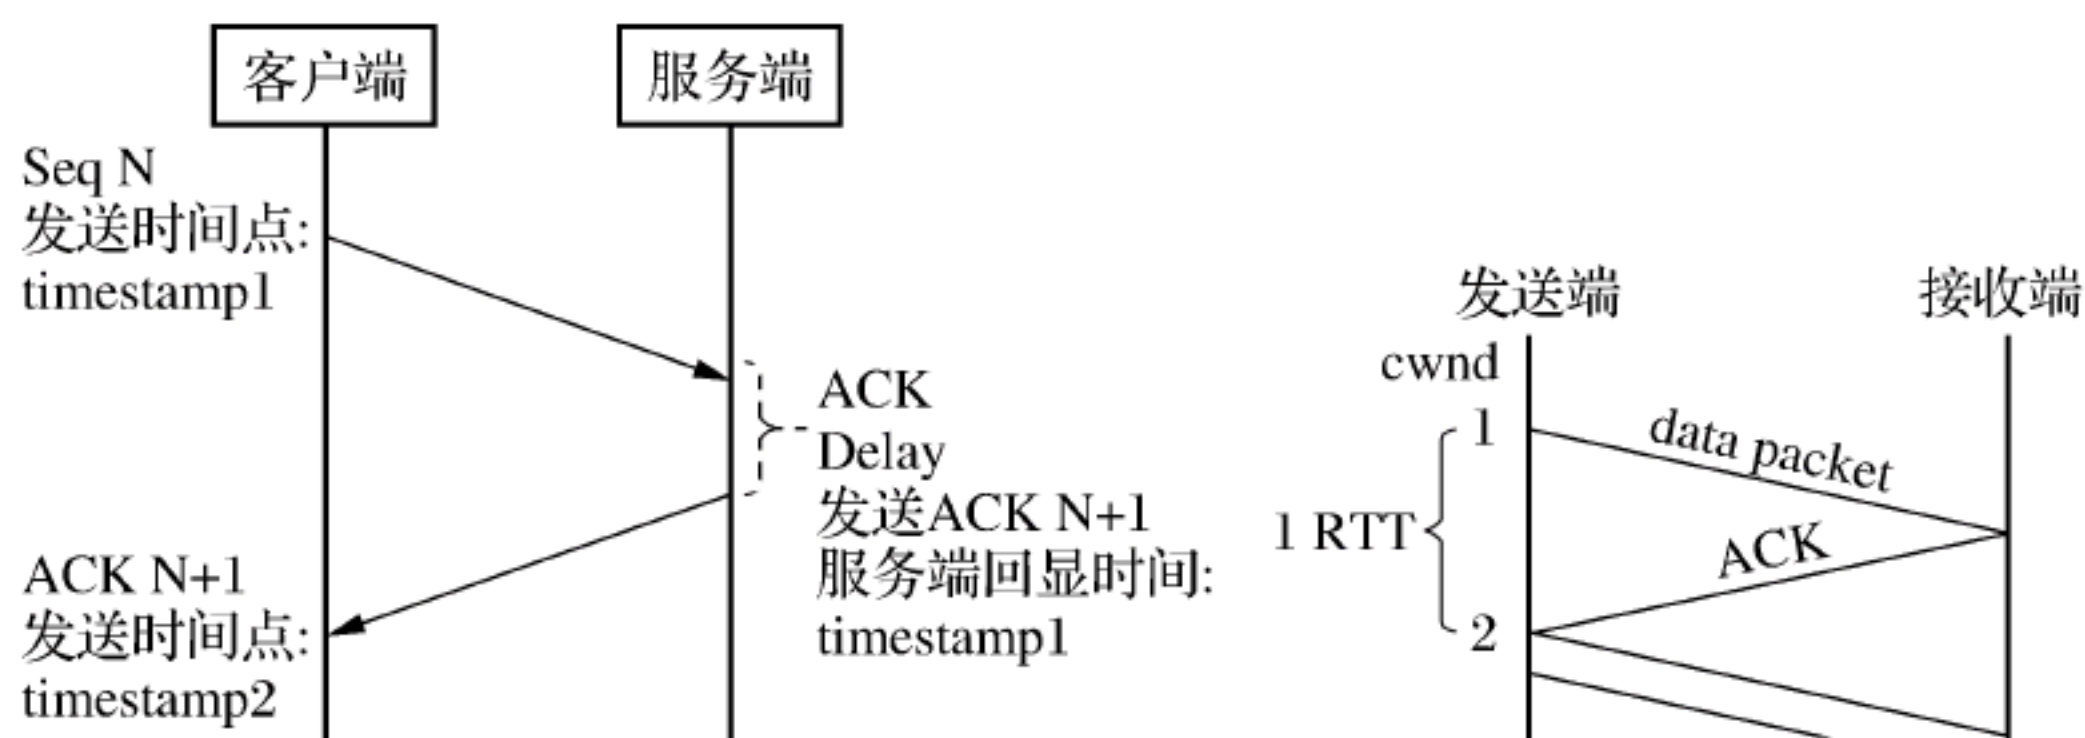 客户端
服务端
Seq N
发送时间点:
timestamp1
ACK
Delay
发送ACK N+1
服务端回显时间:
timestamp1
ACK N+1
发送时间点:
timestamp2
发送端
接收端
cwnd
1
data packet
1 RTT
ACK
2